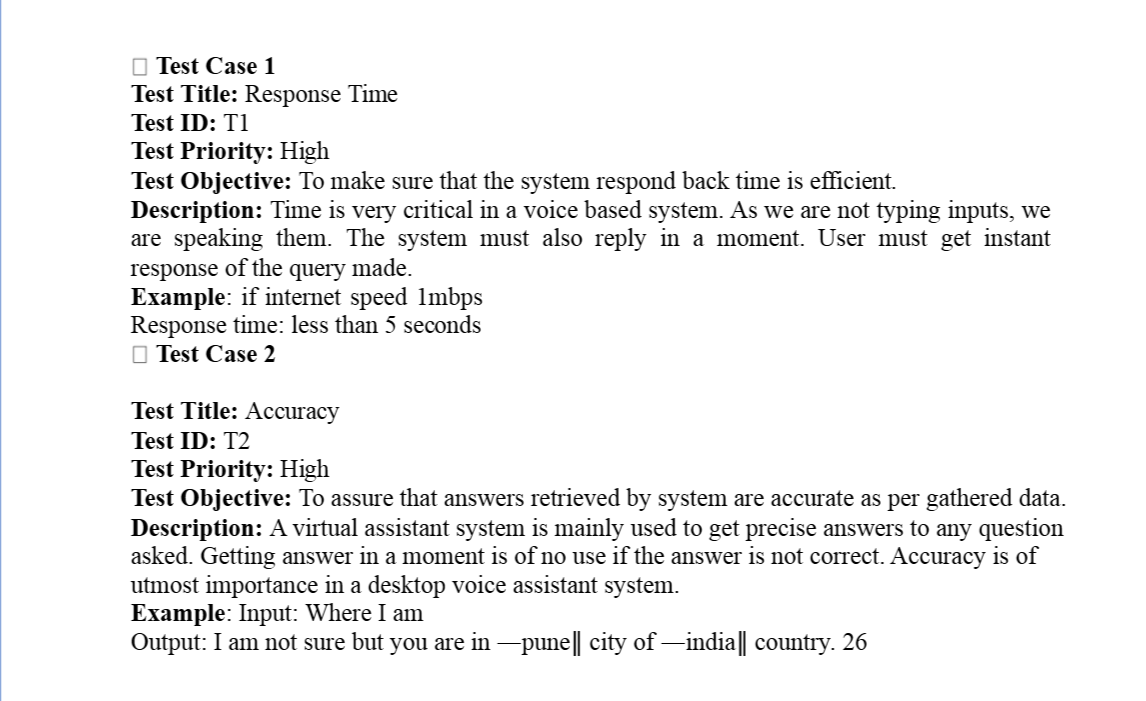 Test Case 1
Test Title: Response Time
Test ID: T1
Test Priority: High
Test Objective: To make sure that the system respond back time is efficient.
Description: Time is very critical in a voice based system. As we are not typing inputs, we
are speaking them. The system must also reply in a moment. User must get instant
response of the query made.
Example: if internet speed 1mbps
Response time: less than 5 seconds
 Test Case 2
Test Title: Accuracy
Test ID: T2
Test Priority: High
Test Objective: To assure that answers retrieved by system are accurate as per gathered data.
Description: A virtual assistant system is mainly used to get precise answers to any question
asked. Getting answer in a moment is of no use if the answer is not correct. Accuracy is of
utmost importance in a desktop voice assistant system.
Example: Input: Where I am
Output: I am not sure but you are in ―pune‖ city of ―india‖ country. 26